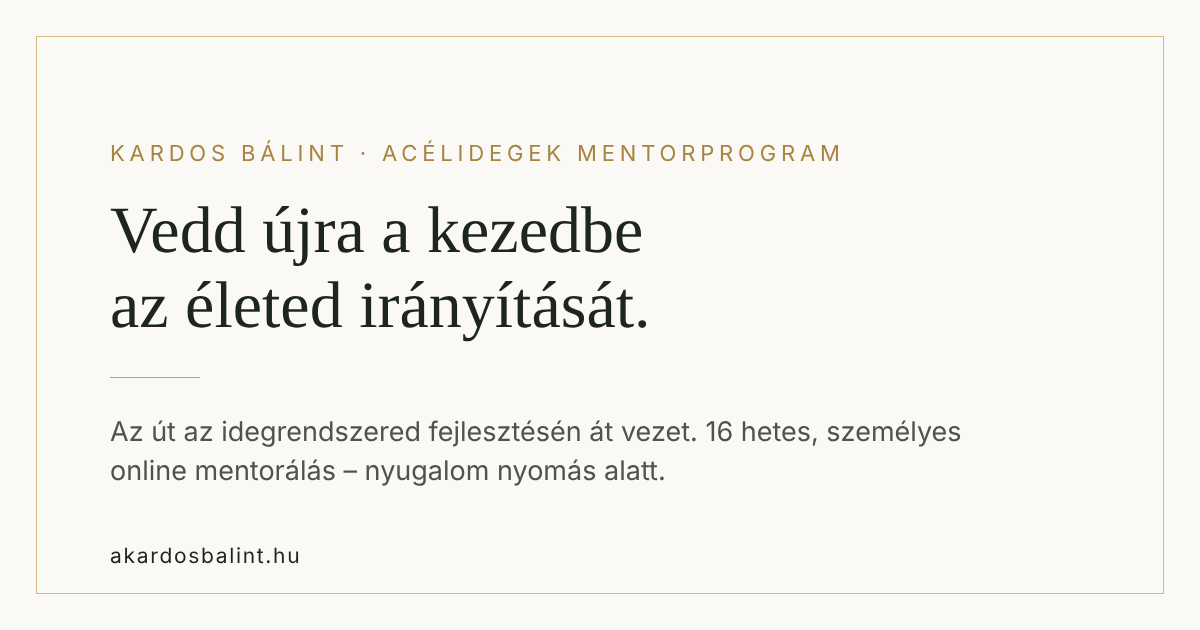 KARDOS BÁLINT · ACÉLIDEGEK MENTORPROGRAM
Vedd újra a kezedbe
az életed irányítását.
Az út az idegrendszered fejlesztésén át vezet. 16 hetes, személyes
online mentorálás – nyugalom nyomás alatt.
akardosbalint.hu